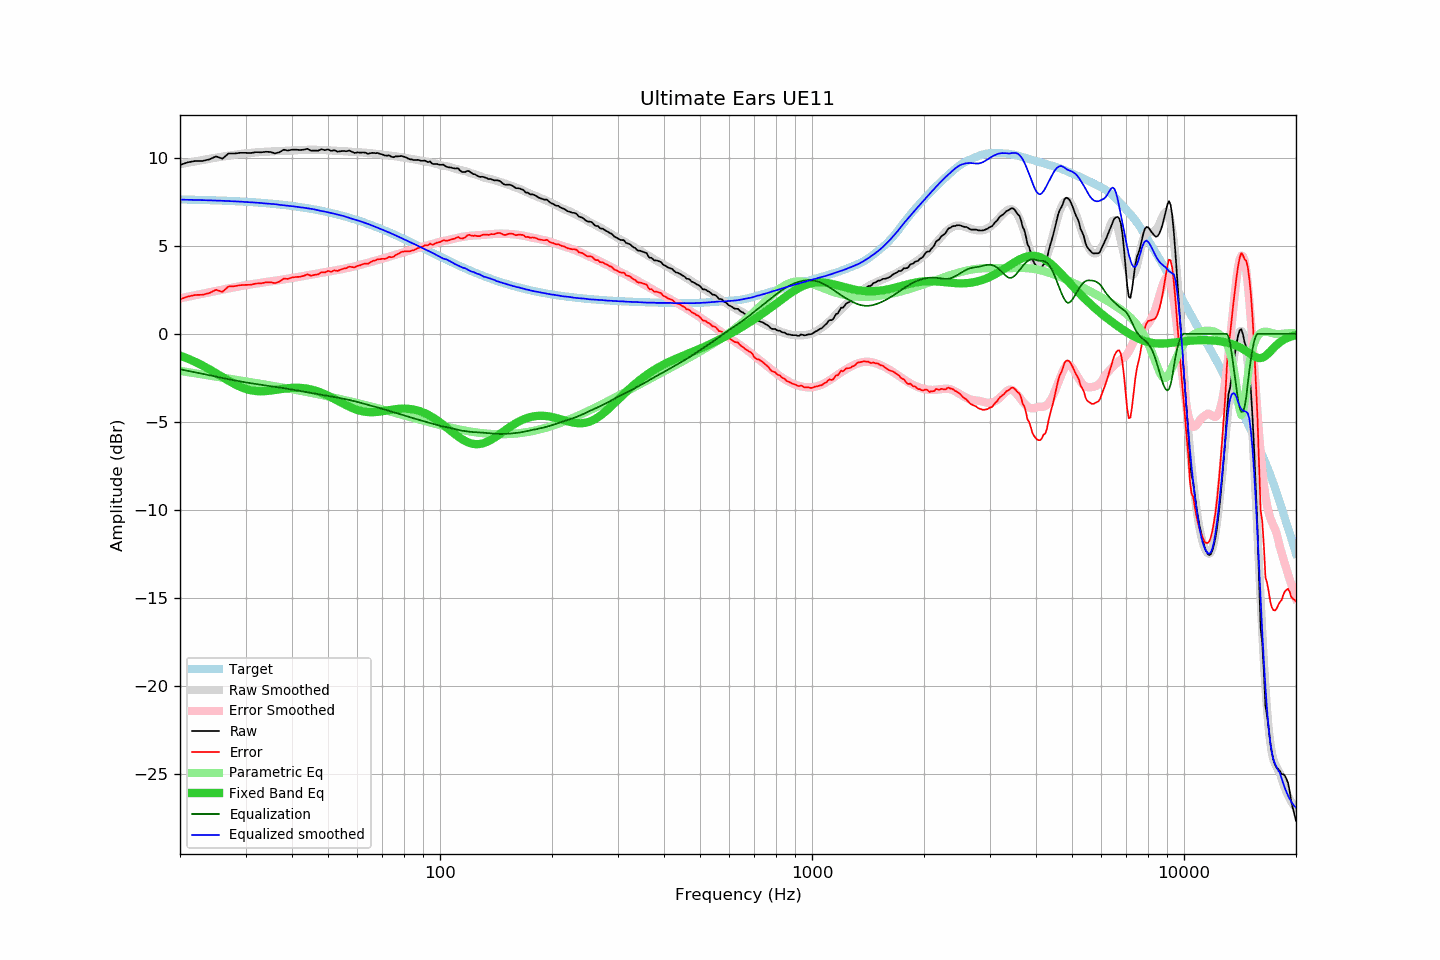 Ultimate Ears UE11
10
5
0
−5
−10
−15
−20
−25
Amplitude (dBr)
Target
Raw Smoothed
Error Smoothed
Raw
Error
Parametric Eq
Fixed Band Eq
Equalization
Equalized smoothed
100 1000 10000
Frequency (Hz)